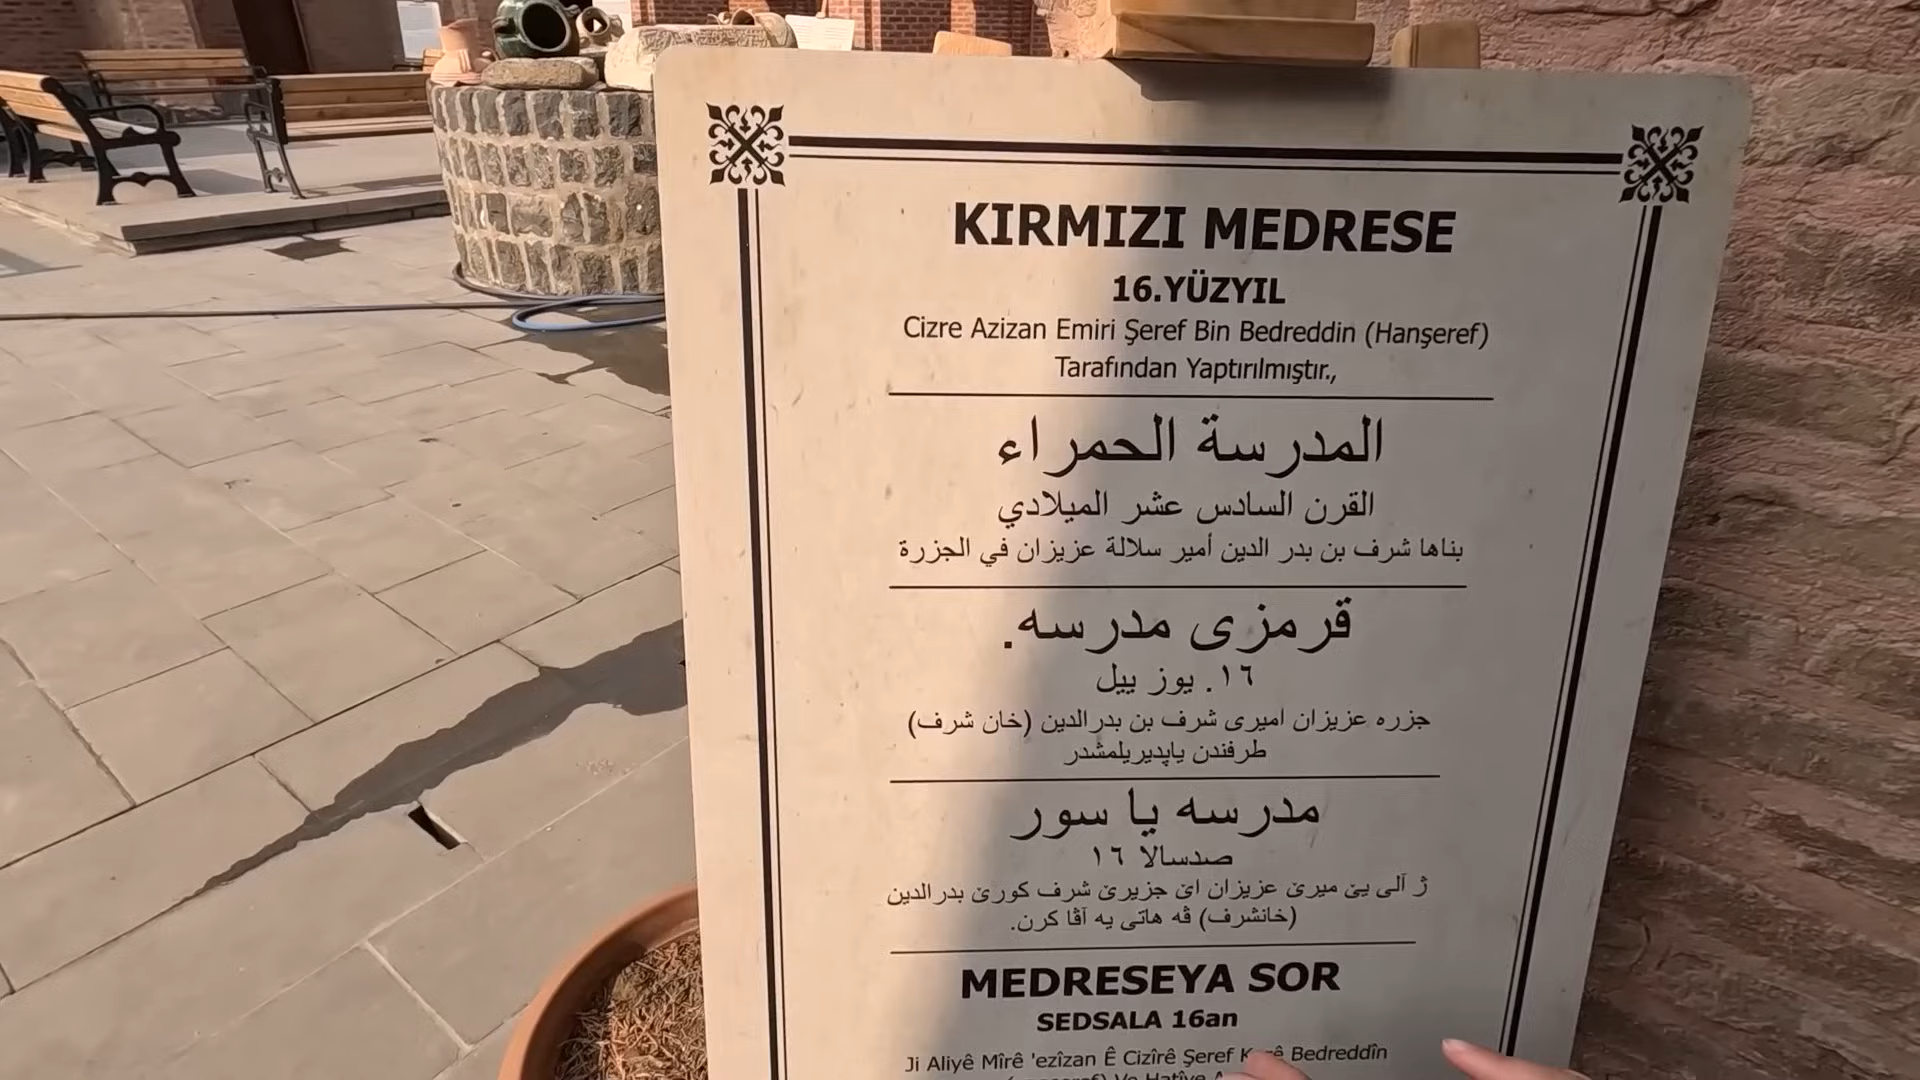 KIRMIZI MEDRESE
16.YÜZYIL
Cizre Azizan Emiri Şeref Bin Bedreddin (Hanşeref)
Tarafından Yaptırılmıştır.,
المدرسة الحمراء
القرن السادس عشر الميلادي
بناها شرف بن بدر الدين أمير سلالة عزيزان في الجزرة
قرمزى مدرسه.
١٦. يوز ييل
جزره عزيزان اميرى شرف بن بدرالدين (خان شرف)
طرفندن ياپديريلمشدر
مدرسه يا سور
صدسالا ١٦
ژ آلى يێ ميرێ عزيزان اێ جزيرێ شرف كورێ بدرالدين
(خانشرف) ڤه هاتى يه آڤا كرن.
MEDRESEYA SOR
SEDSALA 16an
Ji Aliyê Mîrê 'ezîzan Ê Cizîrê Şeref Bedreddîn